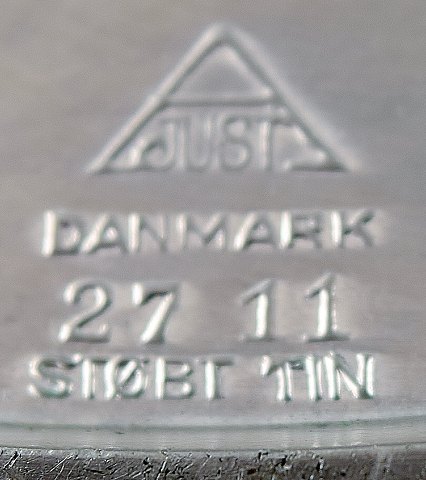 JUST
DANMARK
27 11
STØBT TIN